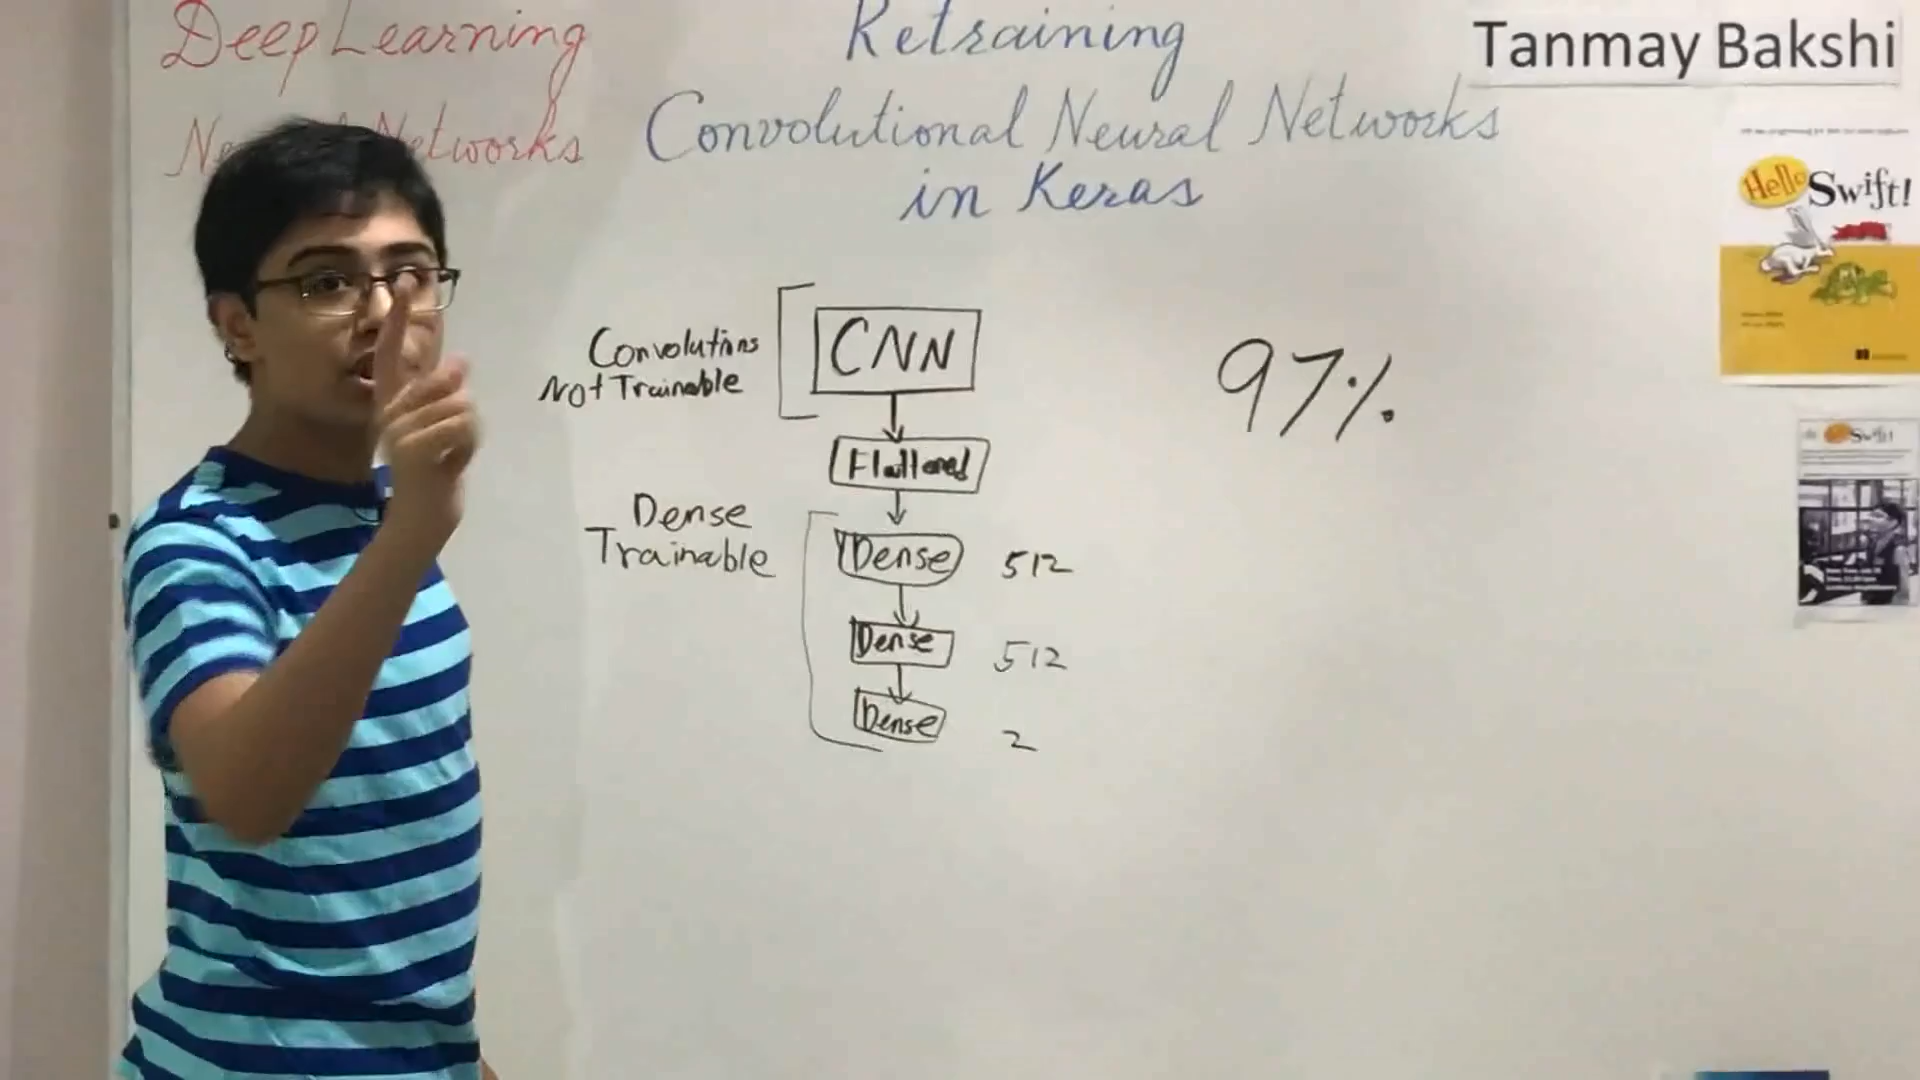 Deep Learning
Networks
Retraining
Convolutional Neural Networks
in Keras
Tanmay Bakshi
Hello Swift!
Convolutions
Not Trainable
CNN
97%
Flattened
Dense
Trainable
Dense 512
Dense 512
Dense 2
Swift!